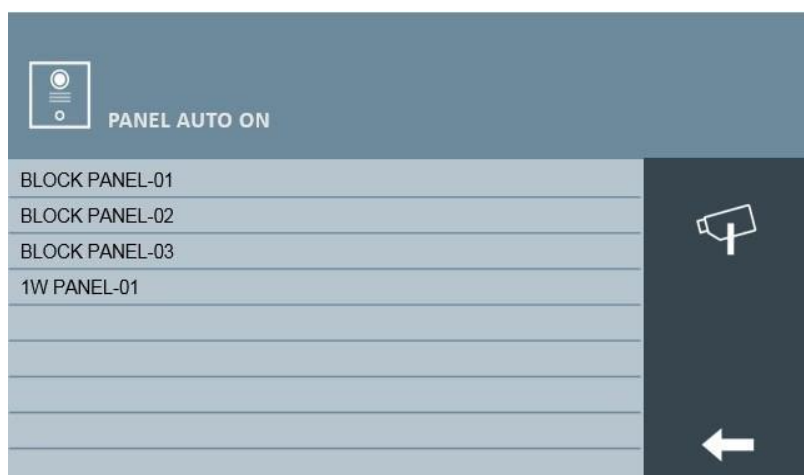 PANEL AUTO ON
BLOCK PANEL-01
BLOCK PANEL-02
BLOCK PANEL-03
1W PANEL-01